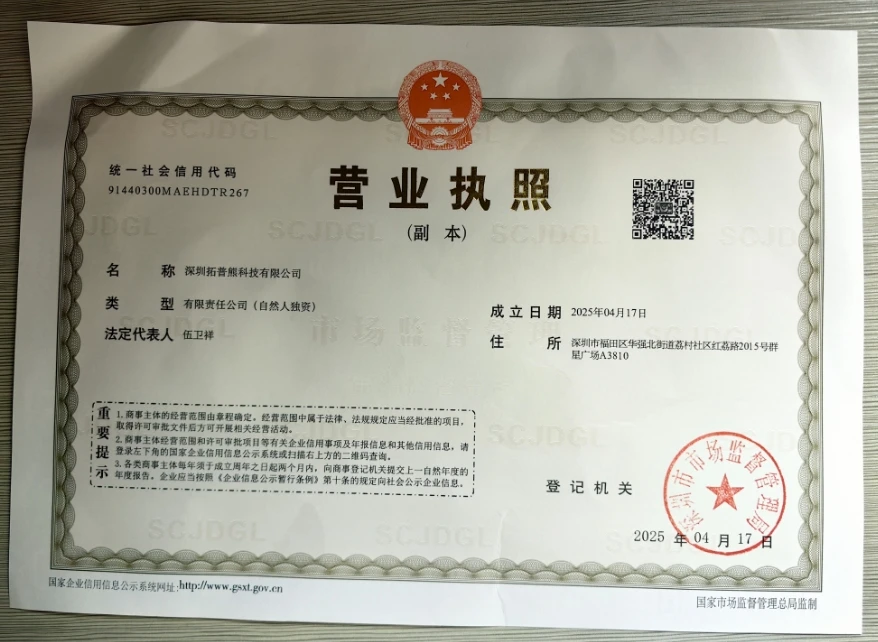 统一社会信用代码
91440300MAEHDTR267
营业执照
(副 本)
名 称 深圳拓普熊科技有限公司
类 型 有限责任公司（自然人独资）
法定代表人 伍卫祥
成立日期 2025年04月17日
住 所 深圳市福田区华强北街道荔村社区红荔路2015号群
星广场A3810
重要提示
1.商事主体的经营范围由章程确定。经营范围中属于法律、法规规定应当经批准的项目，
取得许可审批文件后方可开展相关经营活动。
2.商事主体经营范围和许可审批项目等有关企业信用事项及年报信息和其他信用信息，请
登录左下角的国家企业信用信息公示系统或扫描右上方的二维码查询。
3.各类商事主体每年须于成立周年之日起两个月内，向商事登记机关提交上一自然年度的
年度报告。企业应当按照《企业信息公示暂行条例》第十条的规定向社会公示企业信息。
登记机关
深圳市市场监督管理局
2025 年 04 月 17 日
国家企业信用信息公示系统网址:http://www.gsxt.gov.cn
国家市场监督管理总局监制
SCJDGL
市场监督管理